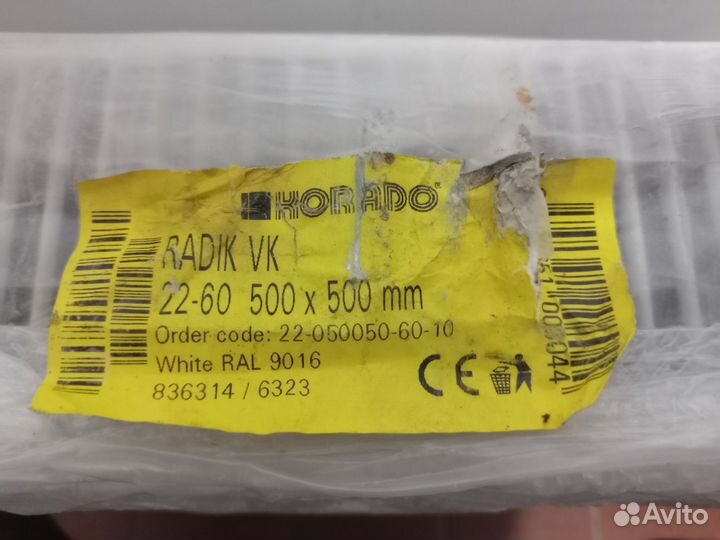 KORADO
RADIK VK
22-60 500 x 500 mm
Order code: 22-050050-60-10
White RAL 9016
836314 / 6323
CE
Avito